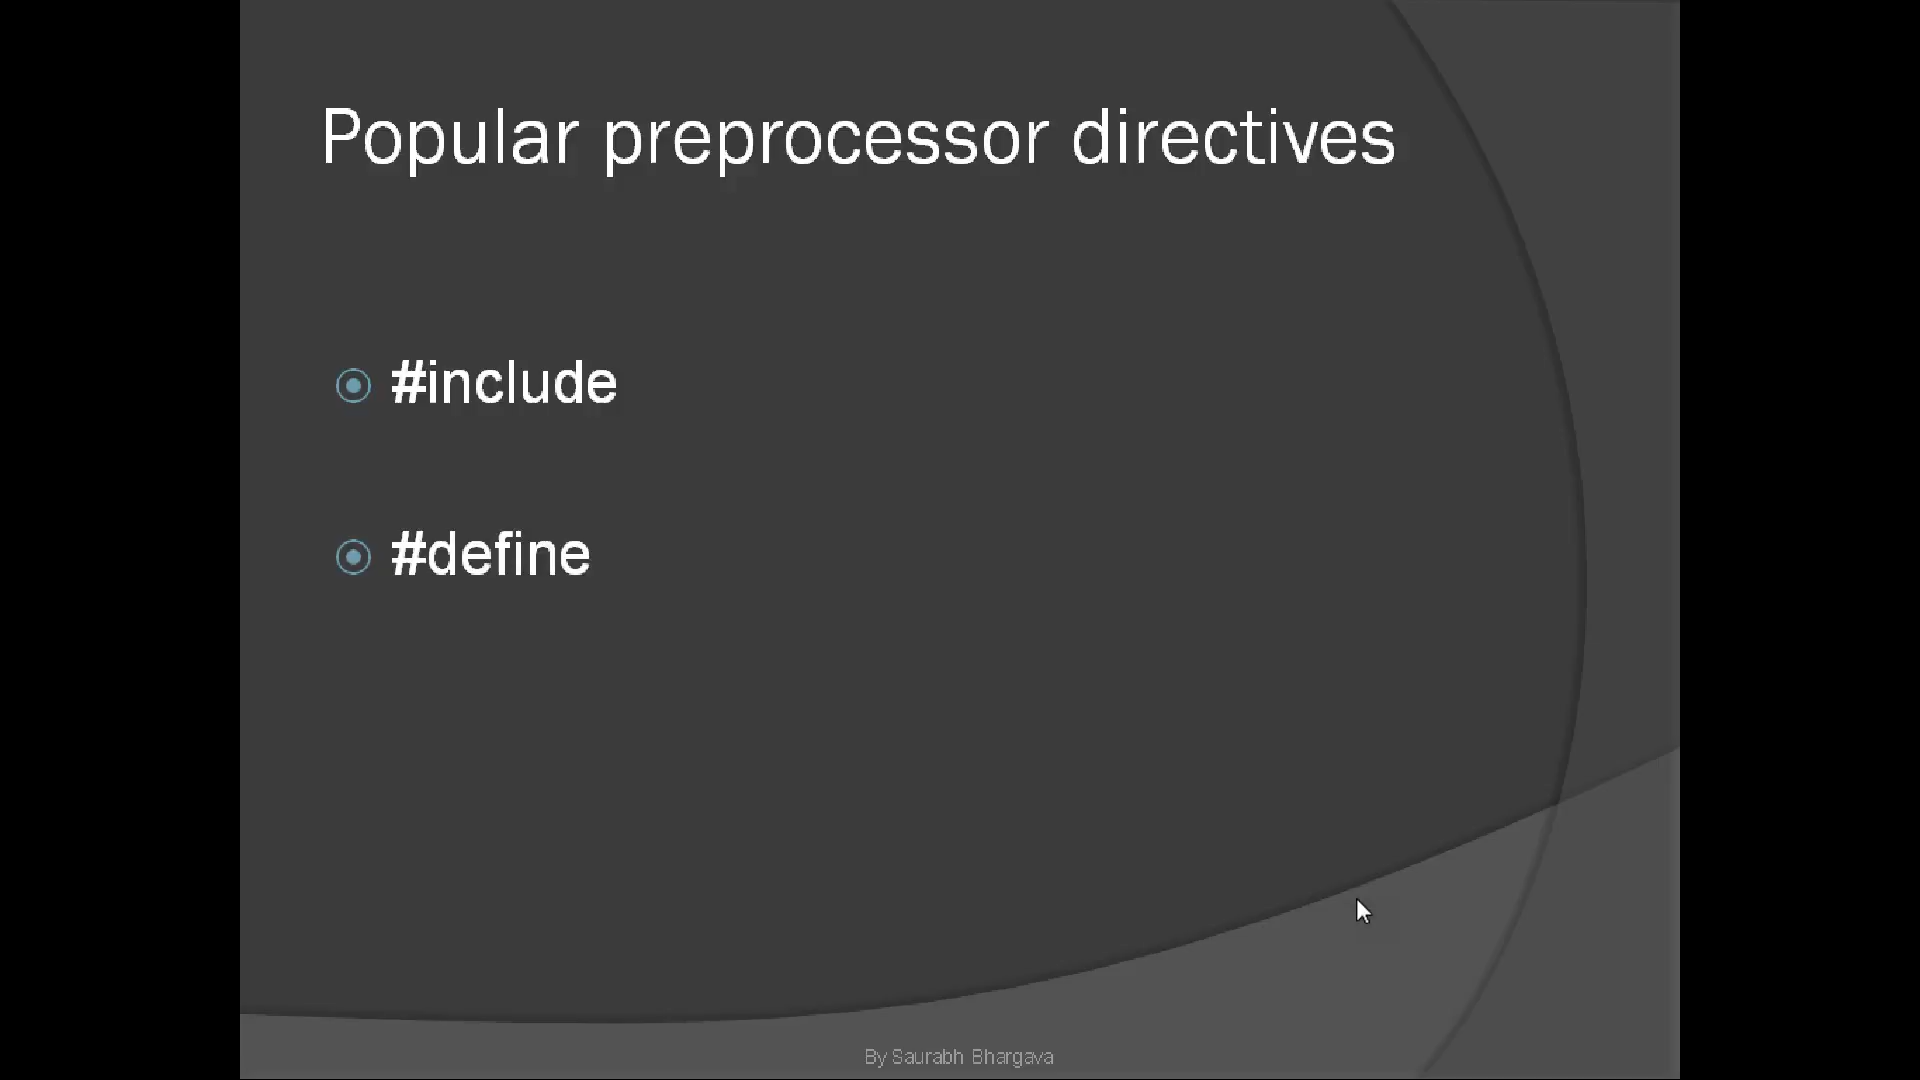 Popular preprocessor directives
#include
#define
By Saurabh Bhargava